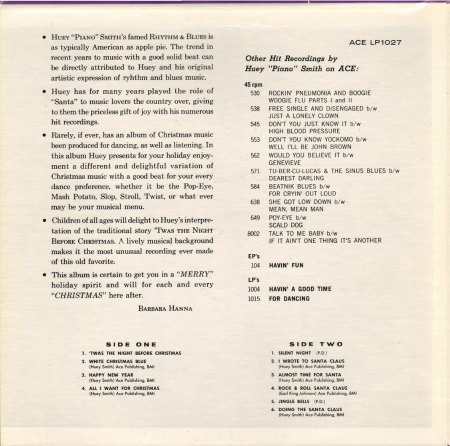 ACE LP1027
• HUEY "PIANO" SMITH'S famed RHYTHM & BLUES is
as typically American as apple pie. The trend in
recent years to music with a good solid beat can
be directly attributed to Huey and his original
artistic expression of ryhthm and blues music.
• Huey has for many years played the role of
"Santa" to music lovers the country over, giving
to them the priceless gift of joy with his numerous
hit recordings.
• Rarely, if ever, has an album of Christmas music
been produced for dancing, as well as listening. In
this album Huey presents for your holiday enjoy-
ment a different and delightful variation of
Christmas music with a good beat for your every
dance preference, whether it be the Pop-Eye,
Mash Potato, Slop, Stroll, Twist, or what ever
may be your musical menu.
• Children of all ages will delight to Huey's interpre-
tation of the traditional story 'TWAS THE NIGHT
BEFORE CHRISTMAS. A lively musical background
makes it the most unusual recording ever made
of this old favorite.
• This album is certain to get you in a "MERRY"
holiday spirit and will for each and every
"CHRISTMAS" here after.
BARBARA HANNA
Other Hit Recordings by
Huey "Piano" Smith on ACE:
45 rpm
530 ROCKIN' PNEUMONIA AND BOOGIE
WOOGIE FLU PARTS I and II
538 FREE SINGLE AND DISENGAGED b/w
JUST A LONELY CLOWN
545 DON'T YOU JUST KNOW IT b/w
HIGH BLOOD PRESSURE
553 DON'T YOU KNOW YOCKOMO b/w
WELL I'LL BE JOHN BROWN
562 WOULD YOU BELIEVE IT b/w
GENEVIEVE
571 TU-BER-CU-LUCAS & THE SINUS BLUES b/w
DEAREST DARLING
584 BEATNIK BLUES b/w
FOR CRYIN' OUT LOUD
638 SHE GOT LOW DOWN b/w
MEAN, MEAN MAN
649 POY-EYE b/w
SCALD DOG
8002 TALK TO ME BABY b/w
IF IT AIN'T ONE THING IT'S ANOTHER
EP's
104 HAVIN' FUN
LP's
1004 HAVIN' A GOOD TIME
1015 FOR DANCING
SIDE ONE
1. 'TWAS THE NIGHT BEFORE CHRISTMAS
2. WHITE CHRISTMAS BLUE
(Huey Smith) Ace Publishing, BMI
3. HAPPY NEW YEAR
(Huey Smith) Ace Publishing, BMI
4. ALL I WANT FOR CHRISTMAS
(Huey Smith) Ace Publishing, BMI
SIDE TWO
1. SILENT NIGHT (P.D.)
2. I WROTE TO SANTA CLAUS
(Huey Smith) Ace Publishing, BMI
3. ALMOST TIME FOR SANTA
(Huey Smith) Ace Publishing, BMI
4. ROCK & ROLL SANTA CLAUS
(Earl King Johnson) Ace Publishing, BMI
5. JINGLE BELLS (P.D.)
6. DOING THE SANTA CLAUS
(Huey Smith) Ace Publishing, BMI